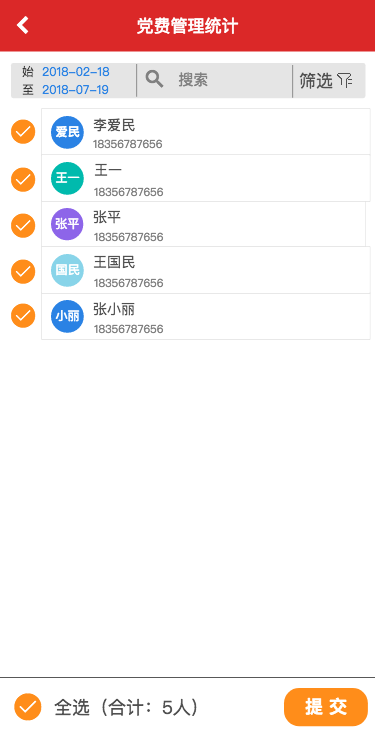 党费管理统计
始 2018-02-18
至 2018-07-19
搜索
筛选
爱民
李爱民
18356787656
王一
王一
18356787656
张平
张平
18356787656
国民
王国民
18356787656
小丽
张小丽
18356787656
全选（合计：5人）
提 交